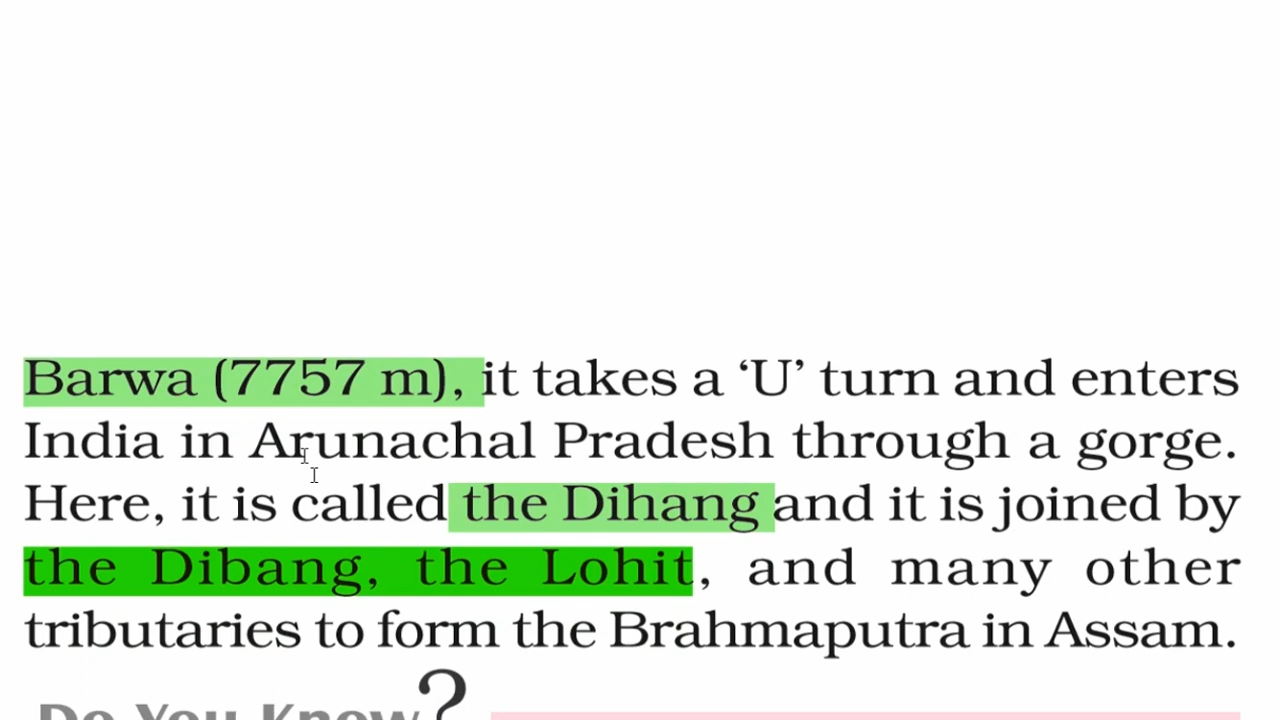 Barwa (7757 m), it takes a ‘U’ turn and enters
India in Arunachal Pradesh through a gorge.
Here, it is called the Dihang and it is joined by
the Dibang, the Lohit, and many other
tributaries to form the Brahmaputra in Assam.
Do You Know?